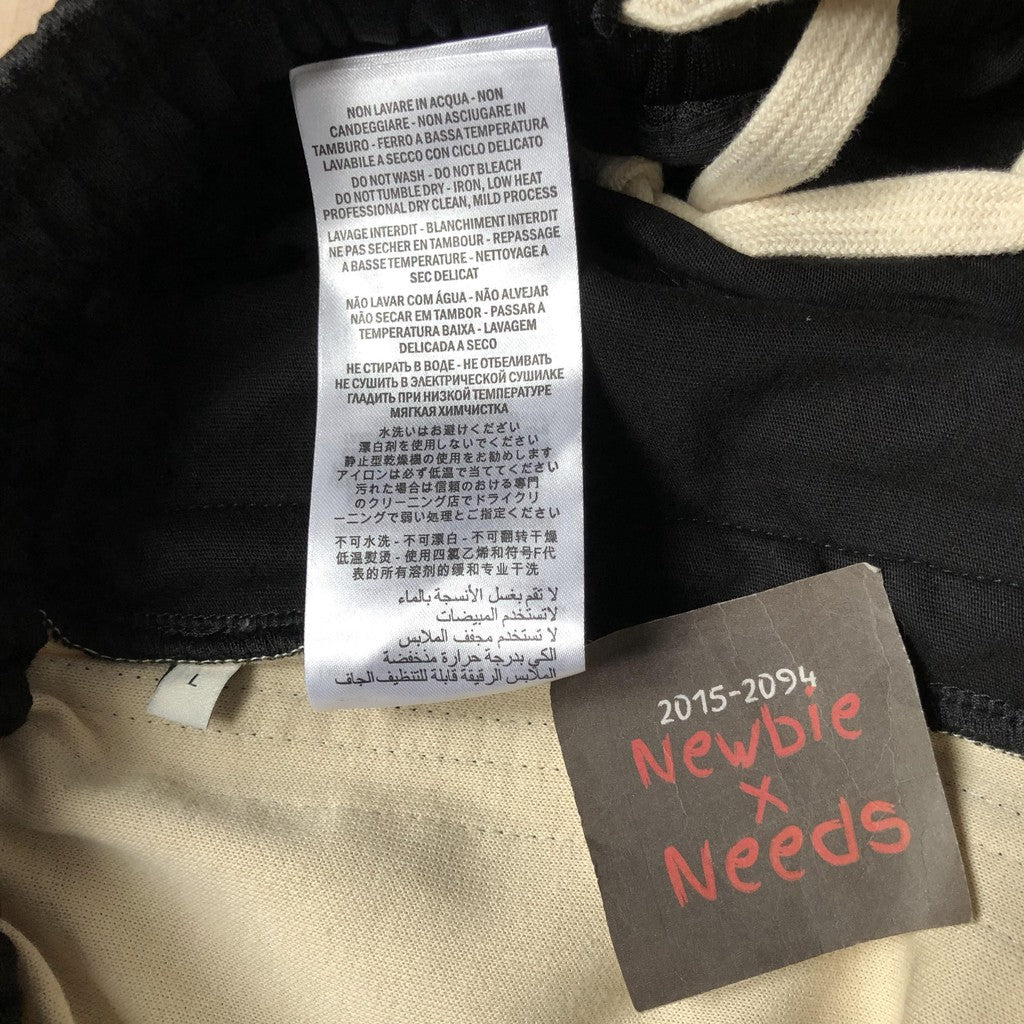 NON LAVARE IN ACQUA - NON
CANDEGGIARE - NON ASCIUGARE IN
TAMBURO - FERRO A BASSA TEMPERATURA
LAVABILE A SECCO CON CICLO DELICATO
DO NOT WASH - DO NOT BLEACH
DO NOT TUMBLE DRY - IRON, LOW HEAT
PROFESSIONAL DRY CLEAN, MILD PROCESS
LAVAGE INTERDIT - BLANCHIMENT INTERDIT
NE PAS SECHER EN TAMBOUR - REPASSAGE
A BASSE TEMPERATURE - NETTOYAGE A
SEC DELICAT
NÃO LAVAR COM ÁGUA - NÃO ALVEJAR
NÃO SECAR EM TAMBOR - PASSAR A
TEMPERATURA BAIXA - LAVAGEM
DELICADA A SECO
НЕ СТИРАТЬ В ВОДЕ - НЕ ОТБЕЛИВАТЬ
НЕ СУШИТЬ В ЭЛЕКТРИЧЕСКОЙ СУШИЛКЕ
ГЛАДИТЬ ПРИ НИЗКОЙ ТЕМПЕРАТУРЕ
МЯГКАЯ ХИМЧИСТКА
水洗いはお避けください
漂白剤を使用しないでください
静止型乾燥機の使用をお勧めします
アイロンは必ず低温で当ててください
汚れた場合は信頼のおける専門
のクリーニング店でドライクリ
ーニングで弱い処理とご指定ください
不可水洗 - 不可漂白 - 不可翻转干燥
低温熨烫 - 使用四氯乙烯和符号F代
表的所有溶剂的缓和专业干洗
لا تقم بغسل الأنسجة بالماء
لاتستخدم المبيضات
لا تستخدم مجفف الملابس
الكي بدرجة حرارة منخفضة
الملابس الرقيقة قابلة للتنظيف الجاف
L
2015-2094
Newbie
x
Needs